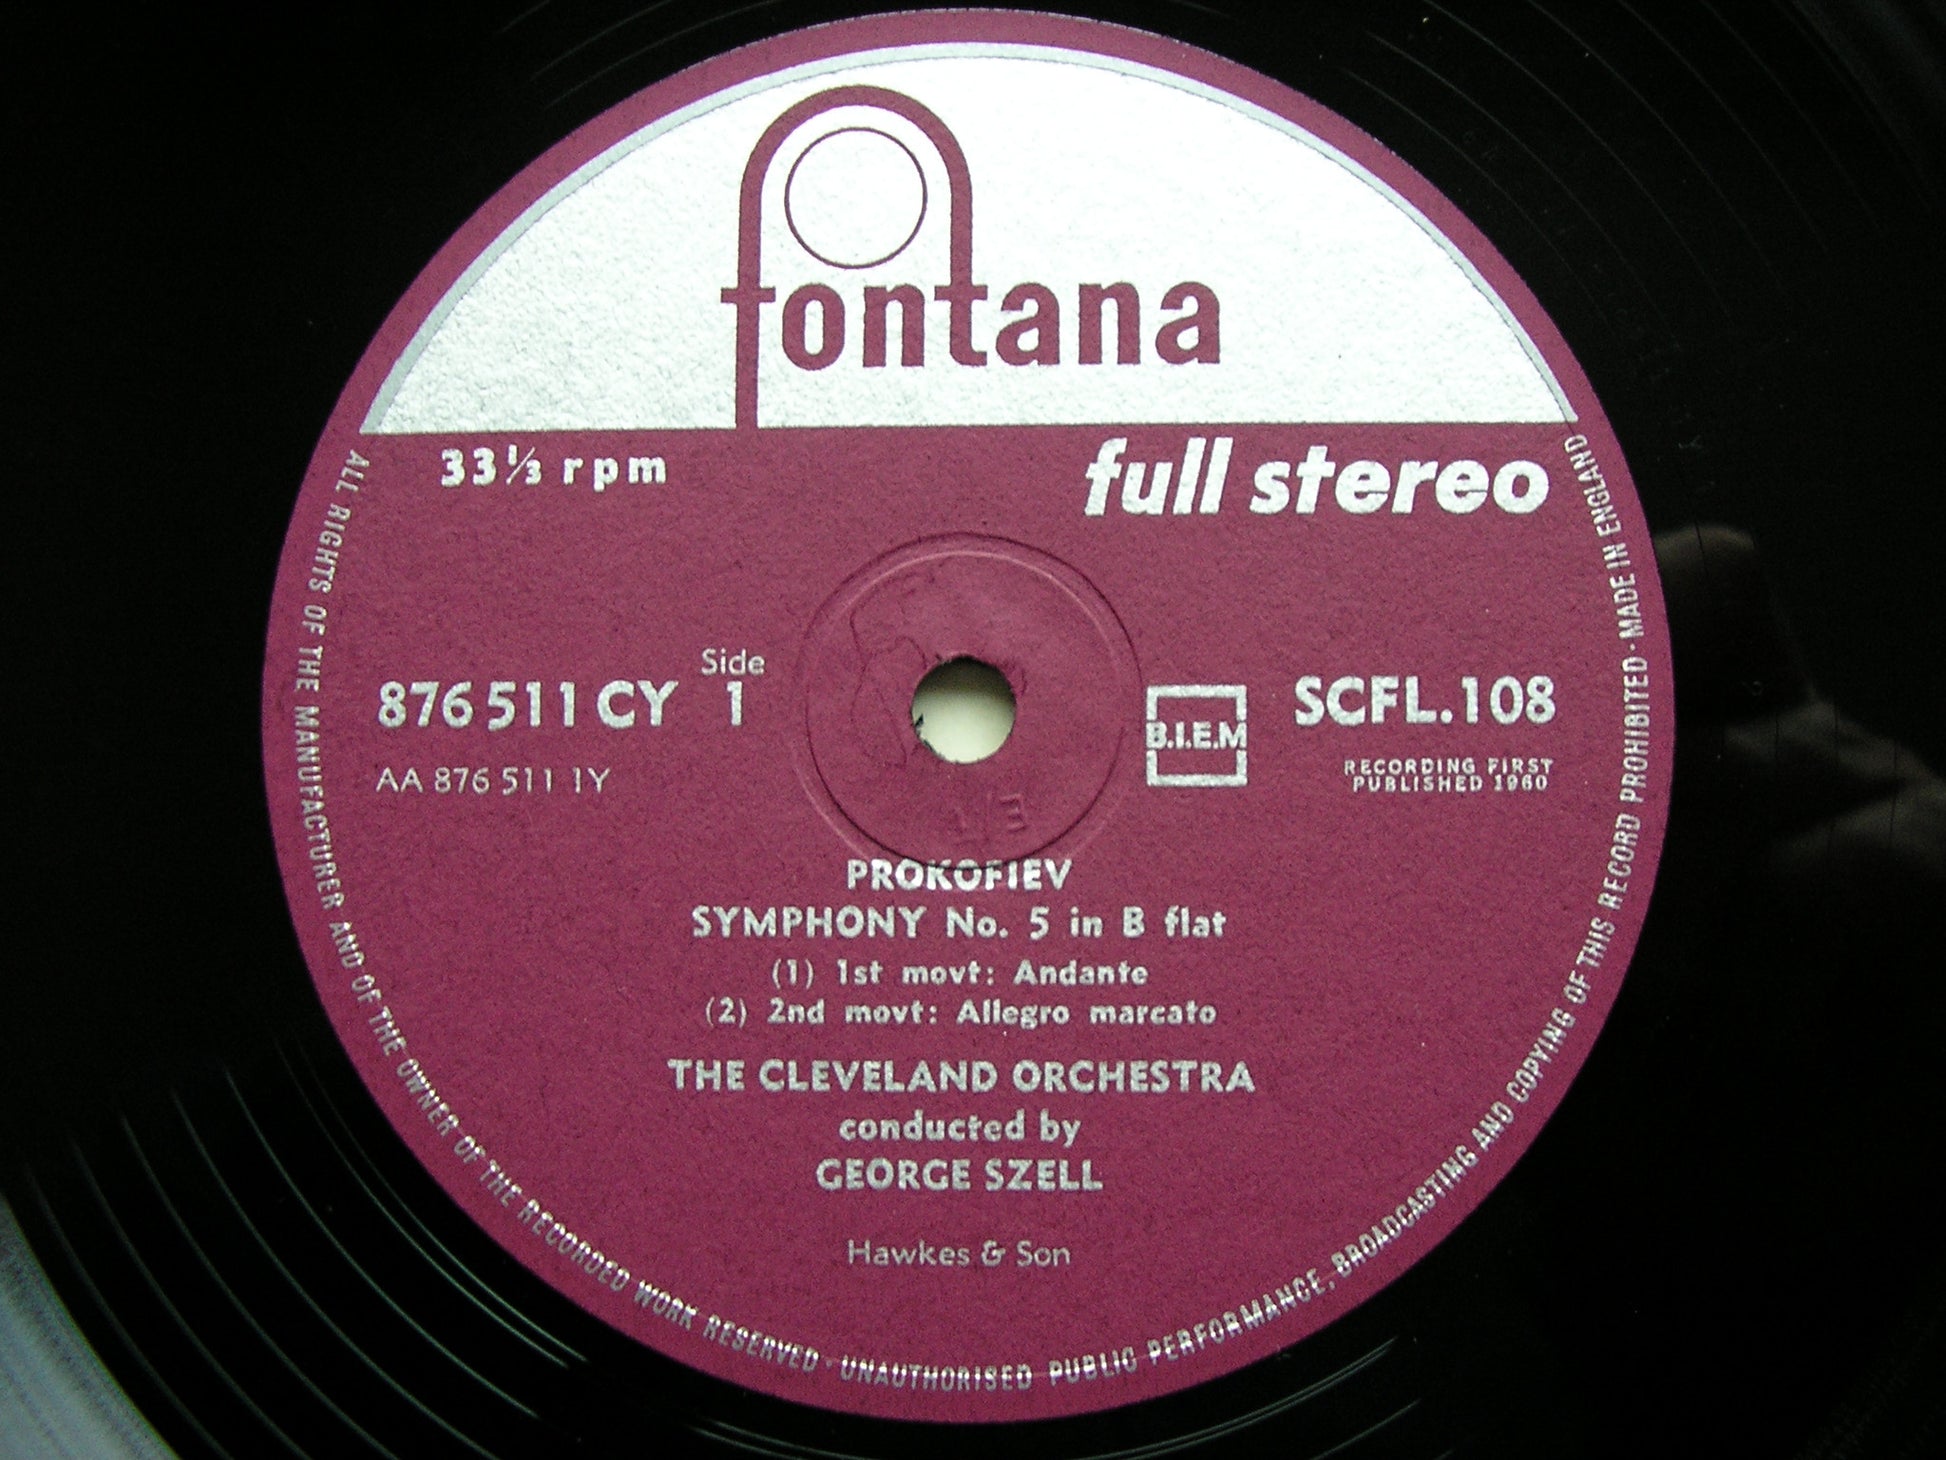 fontana
33⅓ rpm
full stereo
Side
876 511 CY 1
AA 876 511 1Y
B.I.E.M
SCFL.108
RECORDING FIRST
PUBLISHED 1960
PROKOFIEV
SYMPHONY No. 5 in B flat
(1) 1st movt: Andante
(2) 2nd movt: Allegro marcato
THE CLEVELAND ORCHESTRA
conducted by
GEORGE SZELL
Hawkes & Son
ALL RIGHTS OF THE MANUFACTURER AND OF THE OWNER OF THE RECORDED WORK RESERVED · UNAUTHORISED PUBLIC PERFORMANCE, BROADCASTING AND COPYING OF THIS RECORD PROHIBITED · MADE IN ENGLAND